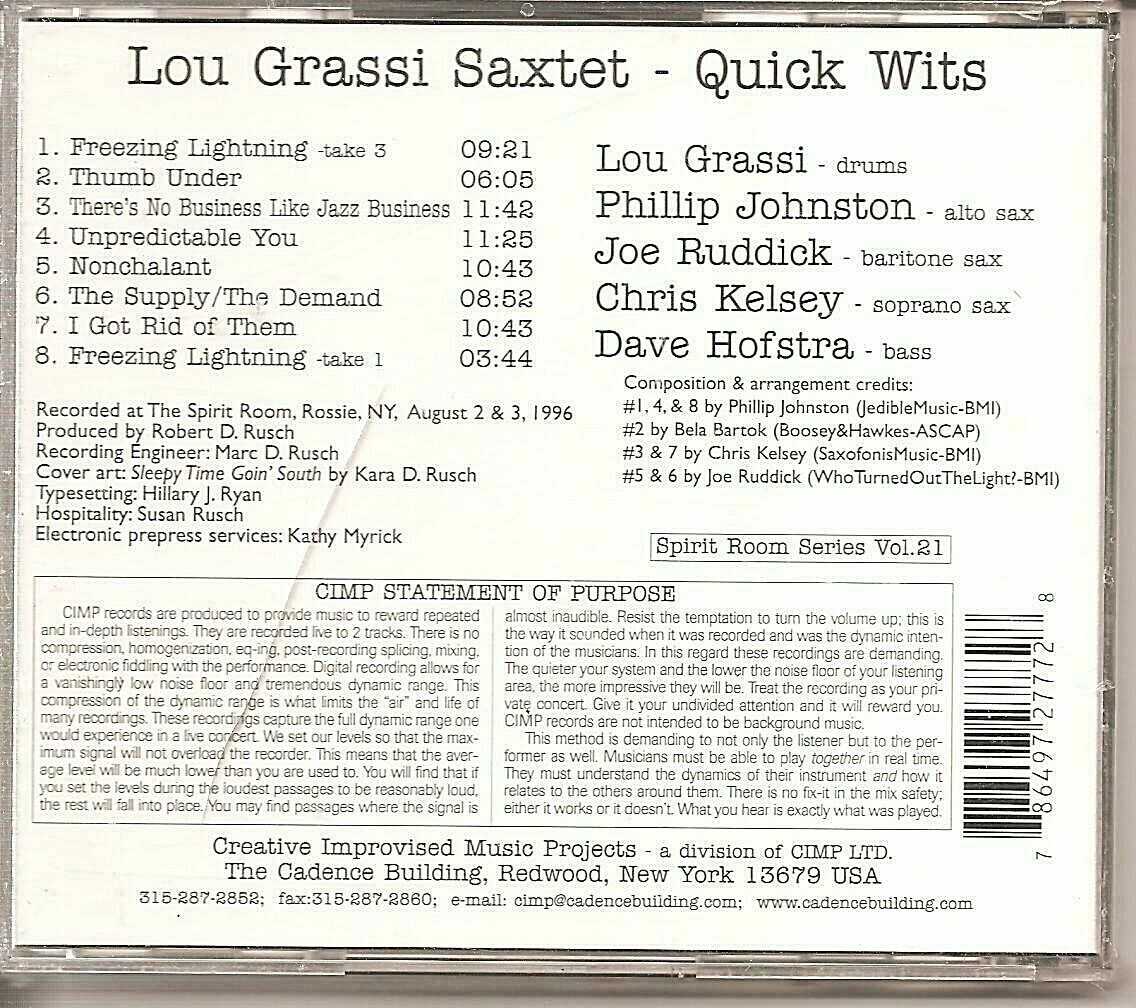 Lou Grassi Saxtet - Quick Wits
1. Freezing Lightning -take 3 09:21
2. Thumb Under 06:05
3. There's No Business Like Jazz Business 11:42
4. Unpredictable You 11:25
5. Nonchalant 10:43
6. The Supply/The Demand 08:52
7. I Got Rid of Them 10:43
8. Freezing Lightning -take 1 03:44
Lou Grassi - drums
Phillip Johnston - alto sax
Joe Ruddick - baritone sax
Chris Kelsey - soprano sax
Dave Hofstra - bass
Composition & arrangement credits:
#1, 4, & 8 by Phillip Johnston (JedibleMusic-BMI)
#2 by Bela Bartok (Boosey&Hawkes-ASCAP)
#3 & 7 by Chris Kelsey (SaxofonisMusic-BMI)
#5 & 6 by Joe Ruddick (WhoTurnedOutTheLight?-BMI)
Recorded at The Spirit Room, Rossie, NY, August 2 & 3, 1996
Produced by Robert D. Rusch
Recording Engineer: Marc D. Rusch
Cover art: Sleepy Time Goin' South by Kara D. Rusch
Typesetting: Hillary J. Ryan
Hospitality: Susan Rusch
Electronic prepress services: Kathy Myrick
Spirit Room Series Vol.21
CIMP STATEMENT OF PURPOSE
CIMP records are produced to provide music to reward repeated
and in-depth listenings. They are recorded live to 2 tracks. There is no
compression, homogenization, eq-ing, post-recording splicing, mixing,
or electronic fiddling with the performance. Digital recording allows for
a vanishingly low noise floor and tremendous dynamic range. This
compression of the dynamic range is what limits the "air" and life of
many recordings. These recordings capture the full dynamic range one
would experience in a live concert. We set our levels so that the max-
imum signal will not overload the recorder. This means that the aver-
age level will be much lower than you are used to. You will find that if
you set the levels during the loudest passages to be reasonably loud,
the rest will fall into place. You may find passages where the signal is
almost inaudible. Resist the temptation to turn the volume up; this is
the way it sounded when it was recorded and was the dynamic inten-
tion of the musicians. In this regard these recordings are demanding.
The quieter your system and the lower the noise floor of your listening
area, the more impressive they will be. Treat the recording as your pri-
vate concert. Give it your undivided attention and it will reward you.
CIMP records are not intended to be background music.
This method is demanding to not only the listener but to the per-
former as well. Musicians must be able to play together in real time.
They must understand the dynamics of their instrument and how it
relates to the others around them. There is no fix-it in the mix safety;
either it works or it doesn't. What you hear is exactly what was played.
7 86497 27772 8
Creative Improvised Music Projects - a division of CIMP LTD.
The Cadence Building, Redwood, New York 13679 USA
315-287-2852; fax:315-287-2860; e-mail: cimp@cadencebuilding.com; www.cadencebuilding.com